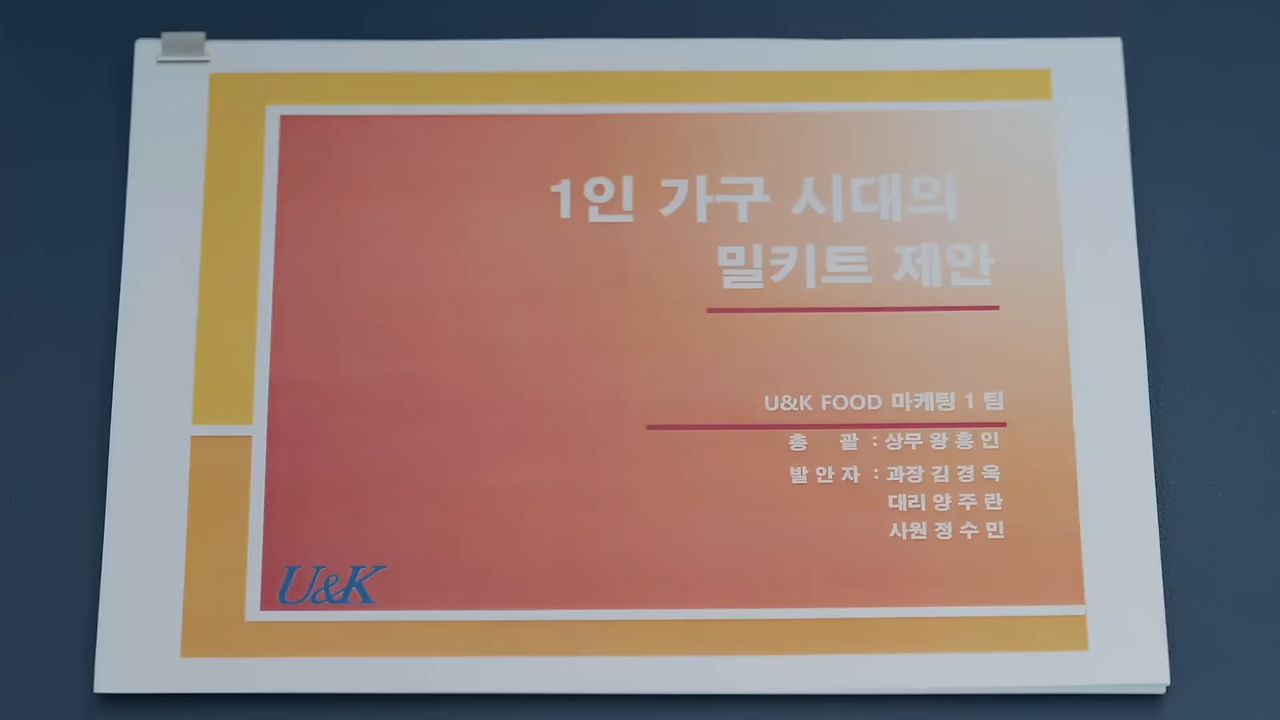 1인 가구 시대의
밀키트 제안
U&K FOOD 마케팅 1 팀
총 괄 : 상무 왕 흥 인
발 안 자 : 과장 김 경 욱
대리 양 주 란
사원 정 수 민
U&K